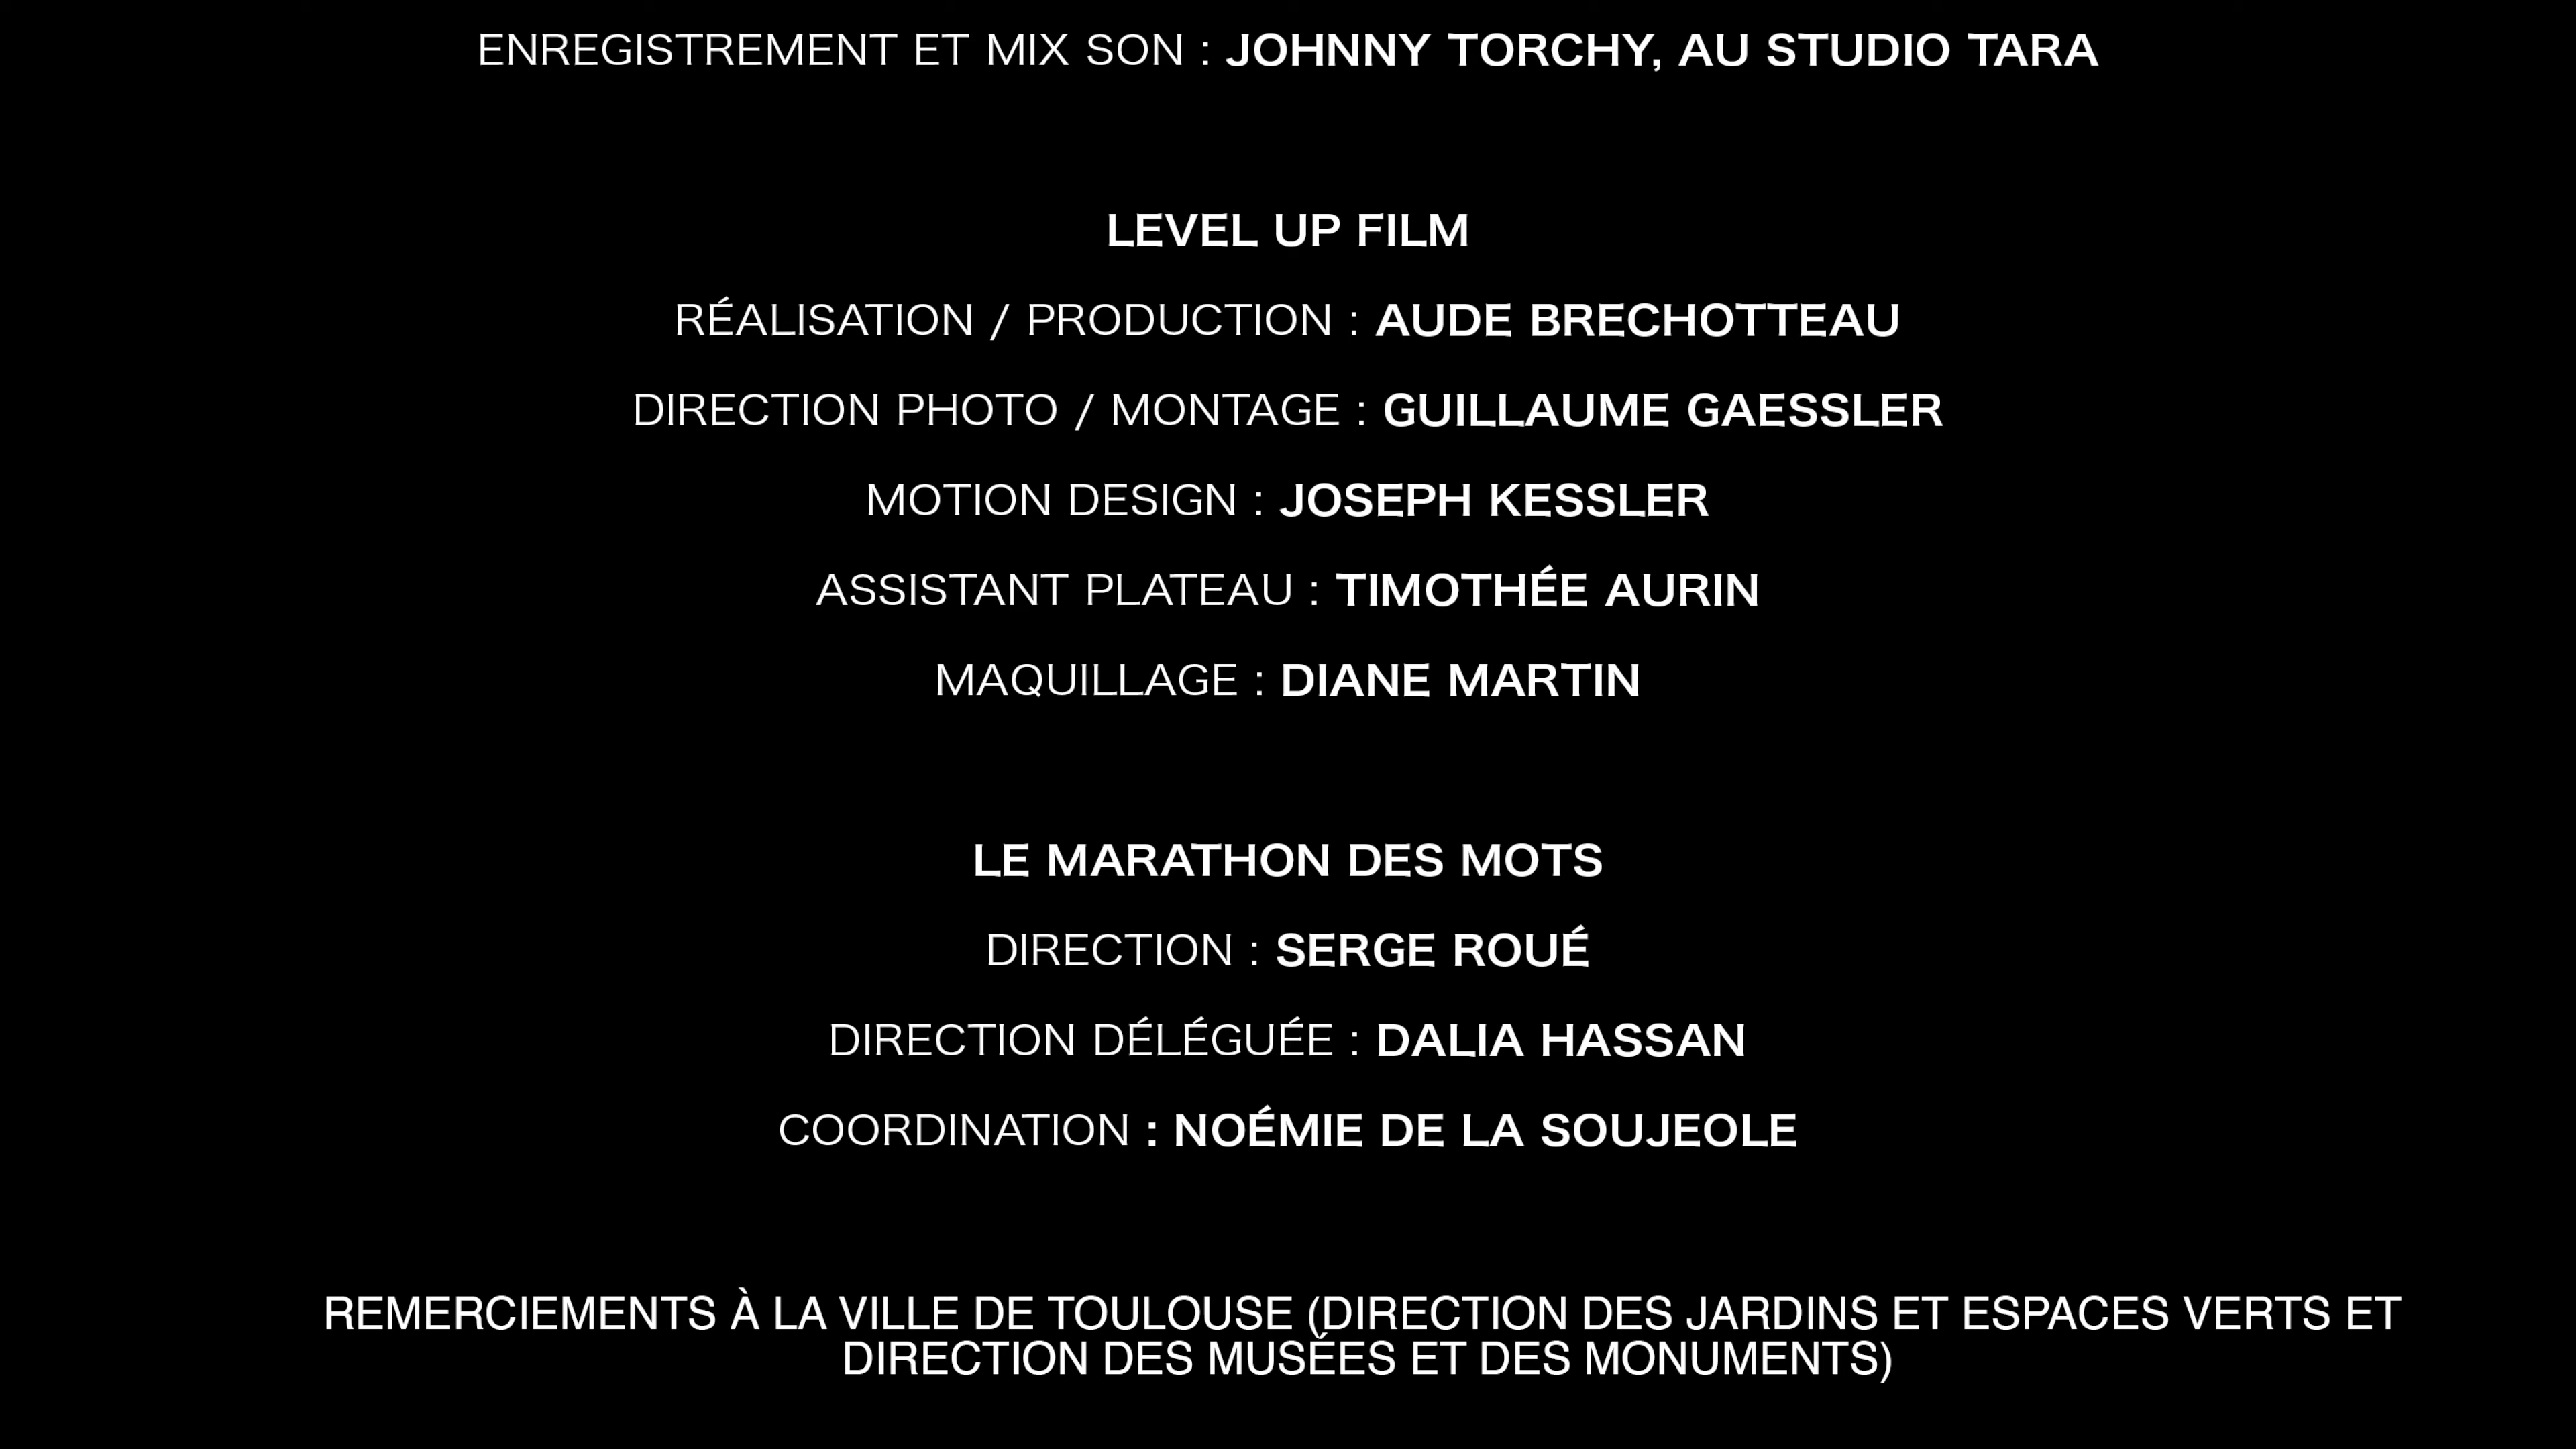 ENREGISTREMENT ET MIX SON : JOHNNY TORCHY, AU STUDIO TARA
LEVEL UP FILM
RÉALISATION / PRODUCTION : AUDE BRECHOTTEAU
DIRECTION PHOTO / MONTAGE : GUILLAUME GAESSLER
MOTION DESIGN : JOSEPH KESSLER
ASSISTANT PLATEAU : TIMOTHÉE AURIN
MAQUILLAGE : DIANE MARTIN
LE MARATHON DES MOTS
DIRECTION : SERGE ROUÉ
DIRECTION DÉLÉGUÉE : DALIA HASSAN
COORDINATION : NOÉMIE DE LA SOUJEOLE
REMERCIEMENTS À LA VILLE DE TOULOUSE (DIRECTION DES JARDINS ET ESPACES VERTS ET
DIRECTION DES MUSÉES ET DES MONUMENTS)